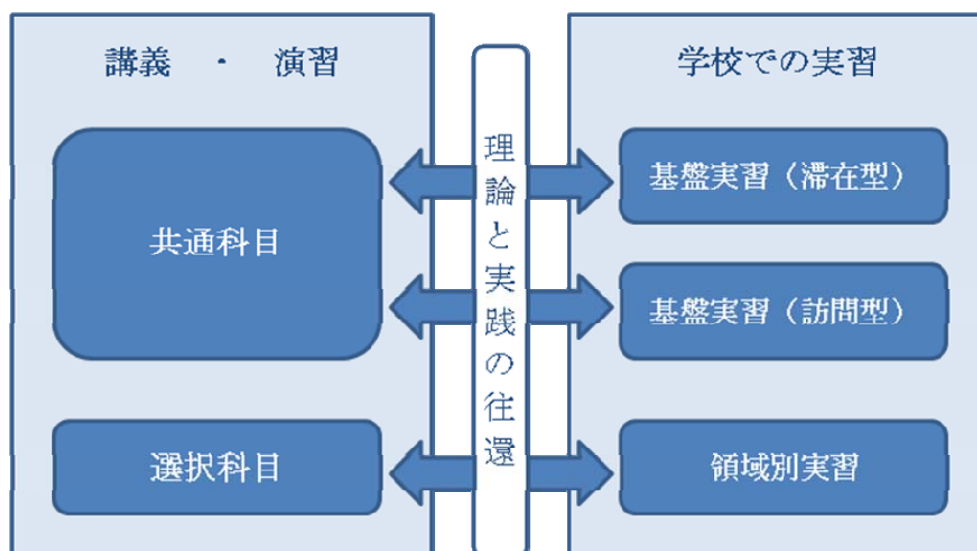 講義 ・ 演習
共通科目
選択科目
理論と実践の往還
学校での実習
基盤実習（滞在型）
基盤実習（訪問型）
領域別実習